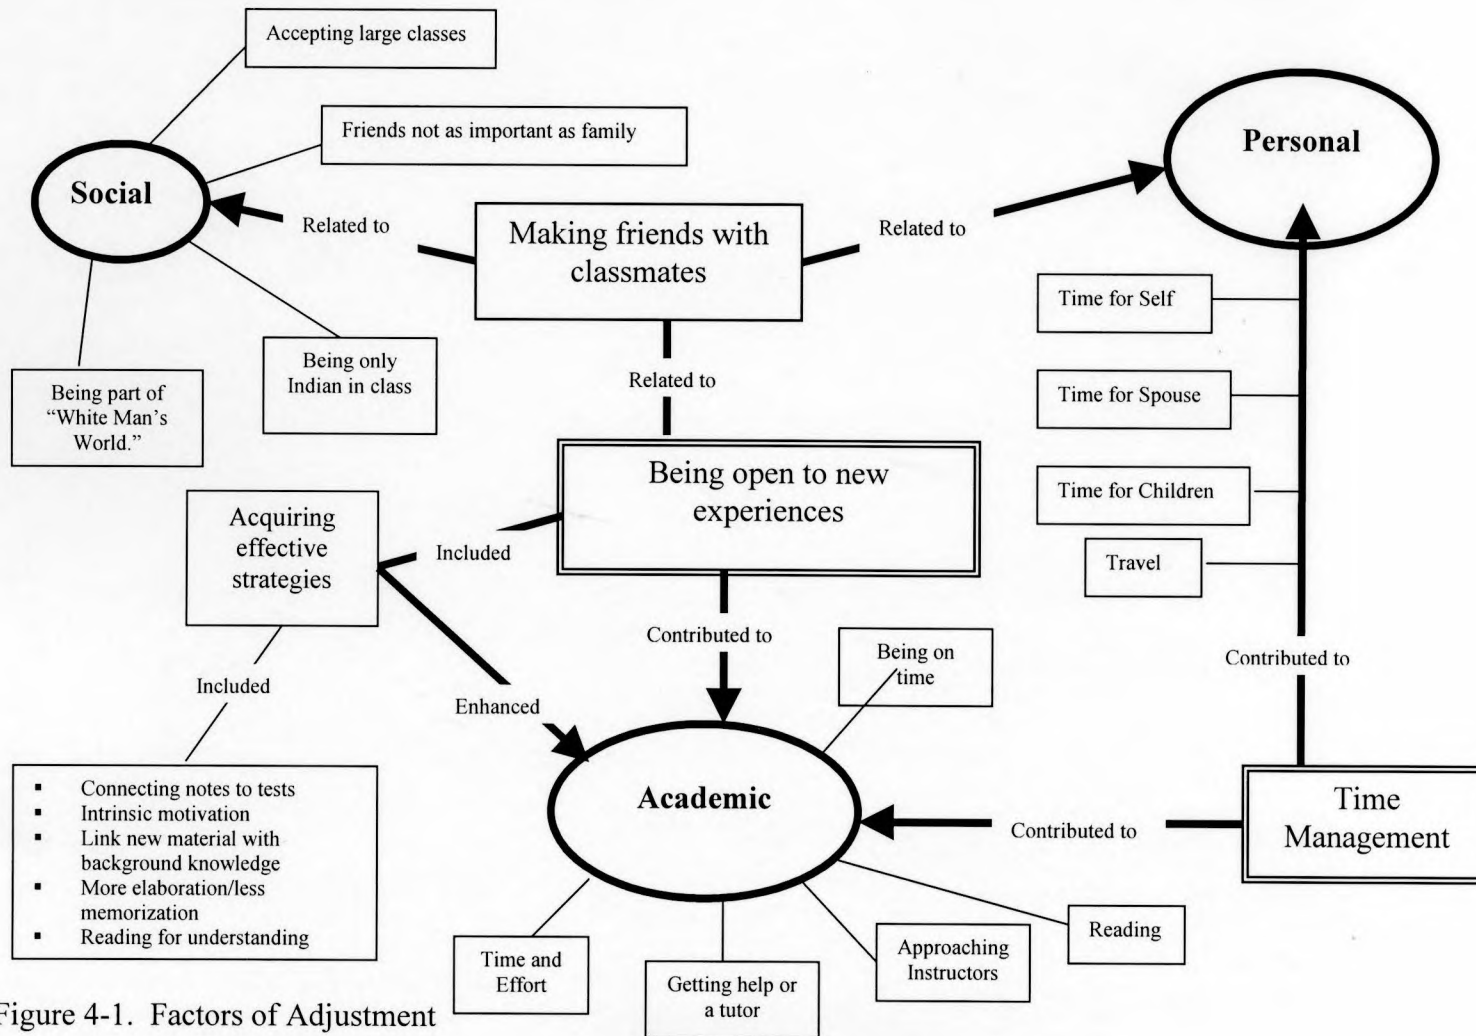 Accepting large classes
Friends not as important as family
Social
Personal
Related to
Making friends with
classmates
Related to
Time for Self
Being only
Indian in class
Related to
Being part of
“White Man’s
World.”
Time for Spouse
Being open to new
experiences
Time for Children
Acquiring
effective
strategies
Included
Travel
Contributed to
Being on
time
Contributed to
Included
Enhanced
Connecting notes to tests
Intrinsic motivation
Link new material with
background knowledge
More elaboration/less
memorization
Reading for understanding
Academic
Contributed to
Time
Management
Time and
Effort
Getting help or
a tutor
Approaching
Instructors
Reading
Figure 4-1. Factors of Adjustment